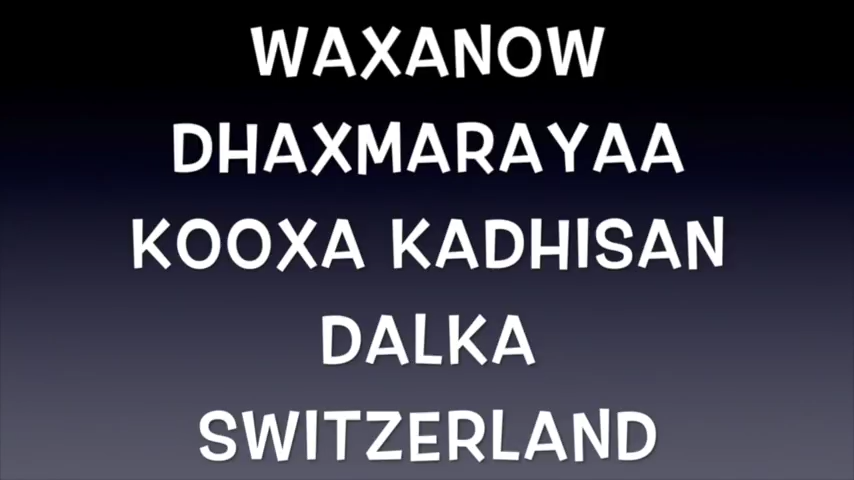 WAXANOW
DHAXMARAYAA
KOOXA KADHISAN
DALKA
SWITZERLAND